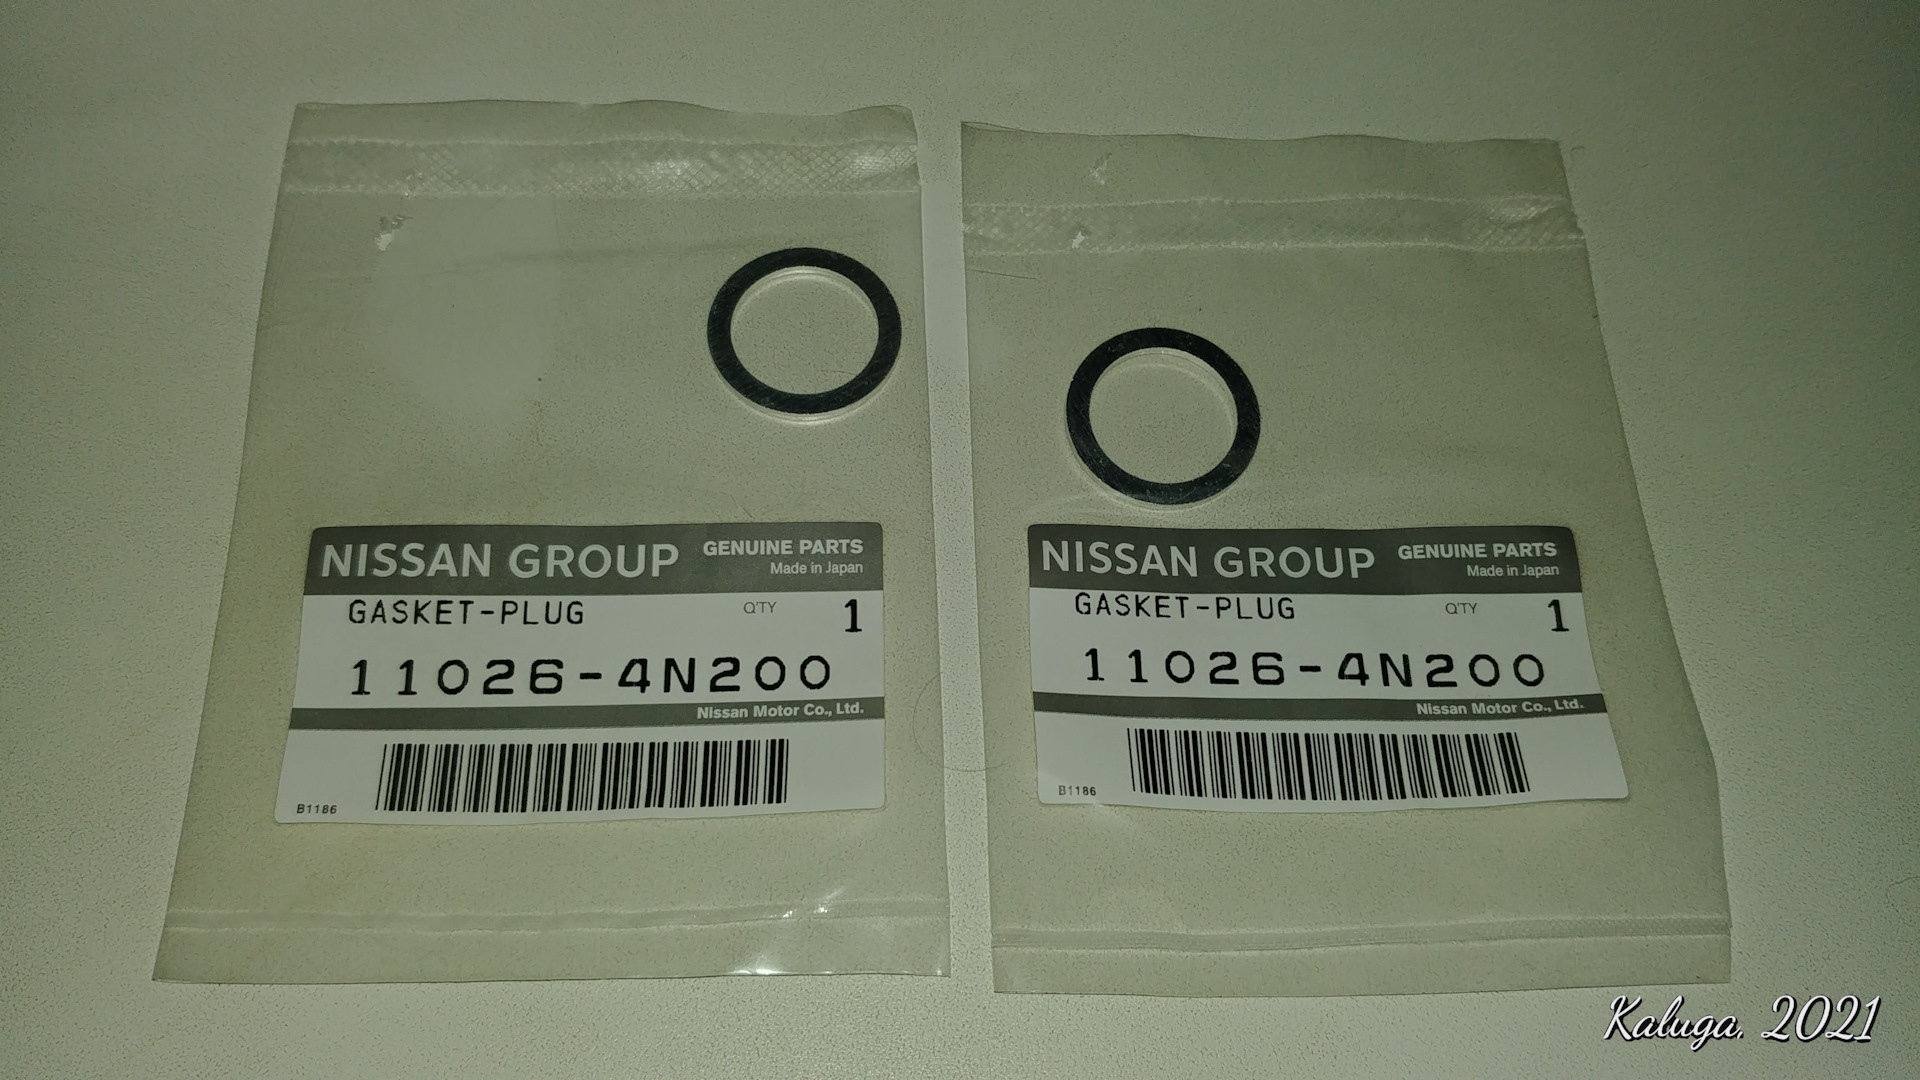 NISSAN GROUP GENUINE PARTS
Made in Japan
GASKET-PLUG Q'TY 1
11026-4N200
Nissan Motor Co., Ltd.
B1186
NISSAN GROUP GENUINE PARTS
Made in Japan
GASKET-PLUG Q'TY 1
11026-4N200
Nissan Motor Co., Ltd.
B1186
Kaluga. 2021